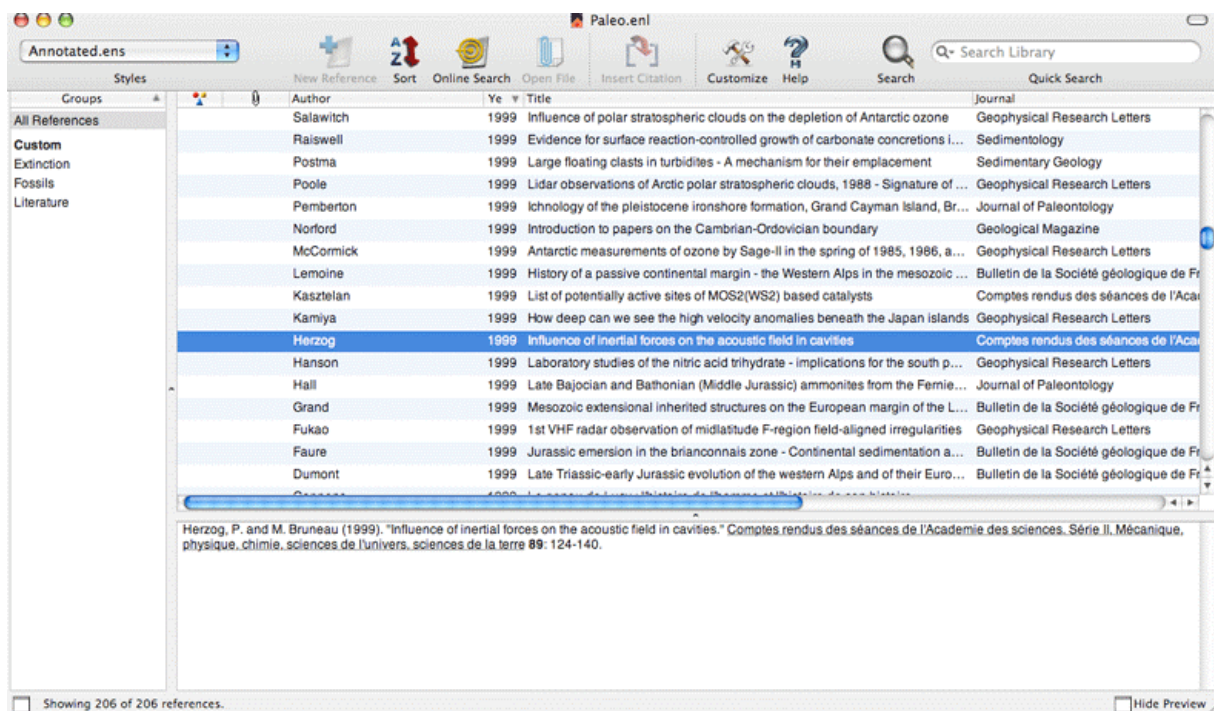 Paleo.enl
Annotated.ens
Styles
New Reference Sort Online Search Open File Insert Citation Customize Help Search
Search Library
Quick Search
Groups Author Ye Title Journal
All References
Custom
Extinction
Fossils
Literature
Salawitch 1999 Influence of polar stratospheric clouds on the depletion of Antarctic ozone Geophysical Research Letters
Raiswell 1999 Evidence for surface reaction-controlled growth of carbonate concretions i... Sedimentology
Postma 1999 Large floating clasts in turbidites - A mechanism for their emplacement Sedimentary Geology
Poole 1999 Lidar observations of Arctic polar stratospheric clouds, 1988 - Signature of ... Geophysical Research Letters
Pemberton 1999 Ichnology of the pleistocene ironshore formation, Grand Cayman Island, Br... Journal of Paleontology
Norford 1999 Introduction to papers on the Cambrian-Ordovician boundary Geological Magazine
McCormick 1999 Antarctic measurements of ozone by Sage-II in the spring of 1985, 1986, a... Geophysical Research Letters
Lemoine 1999 History of a passive continental margin - the Western Alps in the mesozoic ... Bulletin de la Société géologique de Fr
Kasztelan 1999 List of potentially active sites of MOS2(WS2) based catalysts Comptes rendus des séances de l'Acad
Kamiya 1999 How deep can we see the high velocity anomalies beneath the Japan islands Geophysical Research Letters
Herzog 1999 Influence of inertial forces on the acoustic field in cavities Comptes rendus des séances de l'Acad
Hanson 1999 Laboratory studies of the nitric acid trihydrate - implications for the south p... Geophysical Research Letters
Hall 1999 Late Bajocian and Bathonian (Middle Jurassic) ammonites from the Fernie... Journal of Paleontology
Grand 1999 Mesozoic extensional inherited structures on the European margin of the L... Bulletin de la Société géologique de Fr
Fukao 1999 1st VHF radar observation of midlatitude F-region field-aligned irregularities Geophysical Research Letters
Faure 1999 Jurassic emersion in the brianconnais zone - Continental sedimentation a... Bulletin de la Société géologique de Fr
Dumont 1999 Late Triassic-early Jurassic evolution of the western Alps and of their Euro... Bulletin de la Société géologique de Fr
Herzog, P. and M. Bruneau (1999). "Influence of inertial forces on the acoustic field in cavities." Comptes rendus des séances de l'Academie des sciences. Série II, Mécanique,
physique, chimie, sciences de l'univers, sciences de la terre 89: 124-140.
Showing 206 of 206 references.
Hide Preview